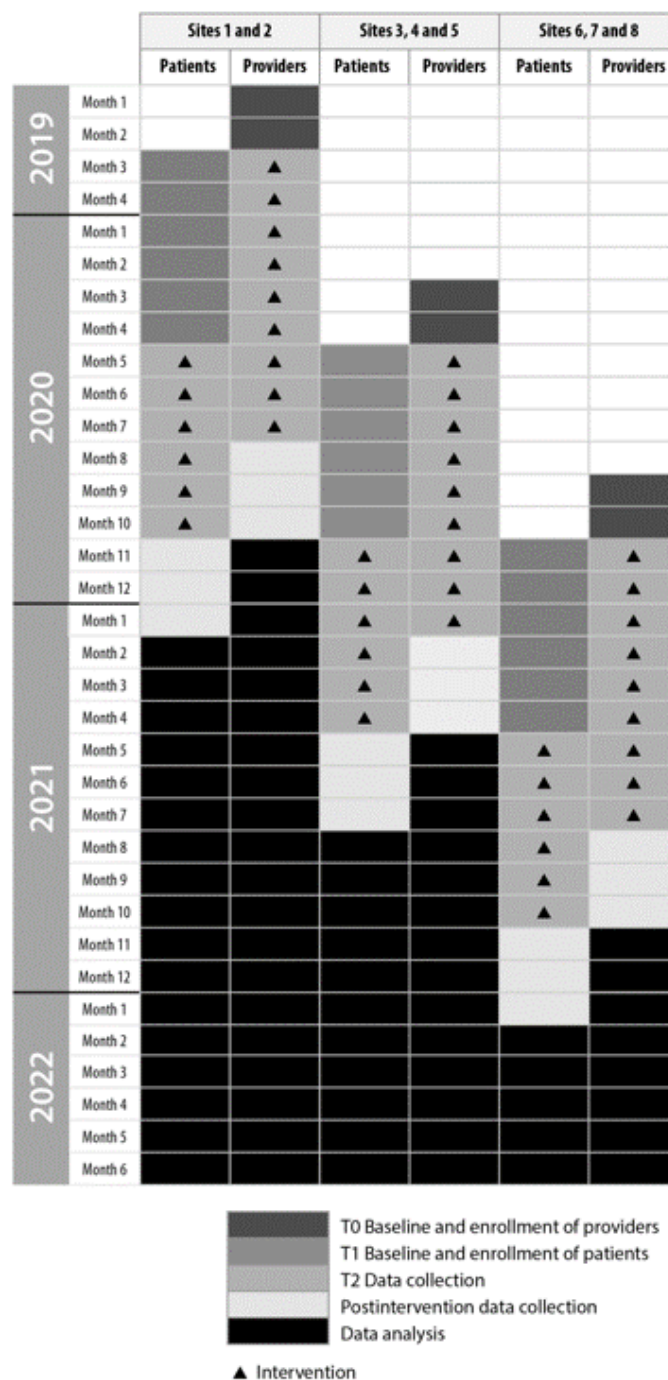 Sites 1 and 2 Sites 3, 4 and 5 Sites 6, 7 and 8
Patients Providers Patients Providers Patients Providers
2019
Month 1
Month 2
Month 3
Month 4
2020
Month 1
Month 2
Month 3
Month 4
Month 5
Month 6
Month 7
Month 8
Month 9
Month 10
Month 11
Month 12
2021
Month 1
Month 2
Month 3
Month 4
Month 5
Month 6
Month 7
Month 8
Month 9
Month 10
Month 11
Month 12
2022
Month 1
Month 2
Month 3
Month 4
Month 5
Month 6
T0 Baseline and enrollment of providers
T1 Baseline and enrollment of patients
T2 Data collection
Postintervention data collection
Data analysis
▲ Intervention